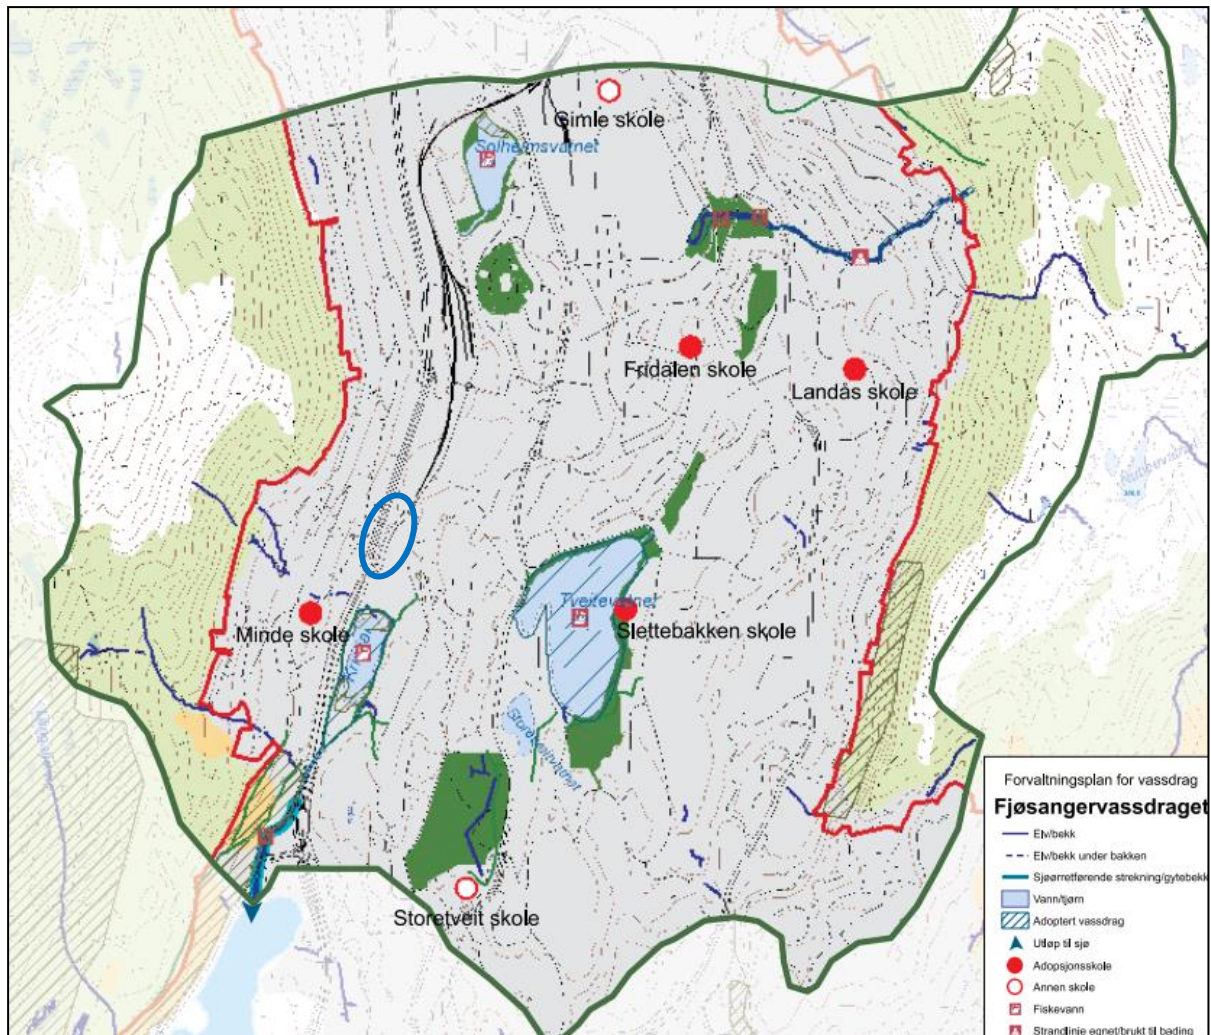 Gimle skole
Solheimsvatnet
Fridalen skole
Landås skole
Tveitevatnet
Minde skole
Slettebakken skole
Storetveit skole
Forvaltningsplan for vassdrag
Fjøsangervassdraget
Elv/bekk
Elv/bekk under bakken
Sjøørretførende strekning/gytebekk
Vann/tjørn
Adoptert vassdrag
Utløp til sjø
Adopsjonsskole
Annen skole
Fiskevann
Strandlinje egnet/brukt til bading